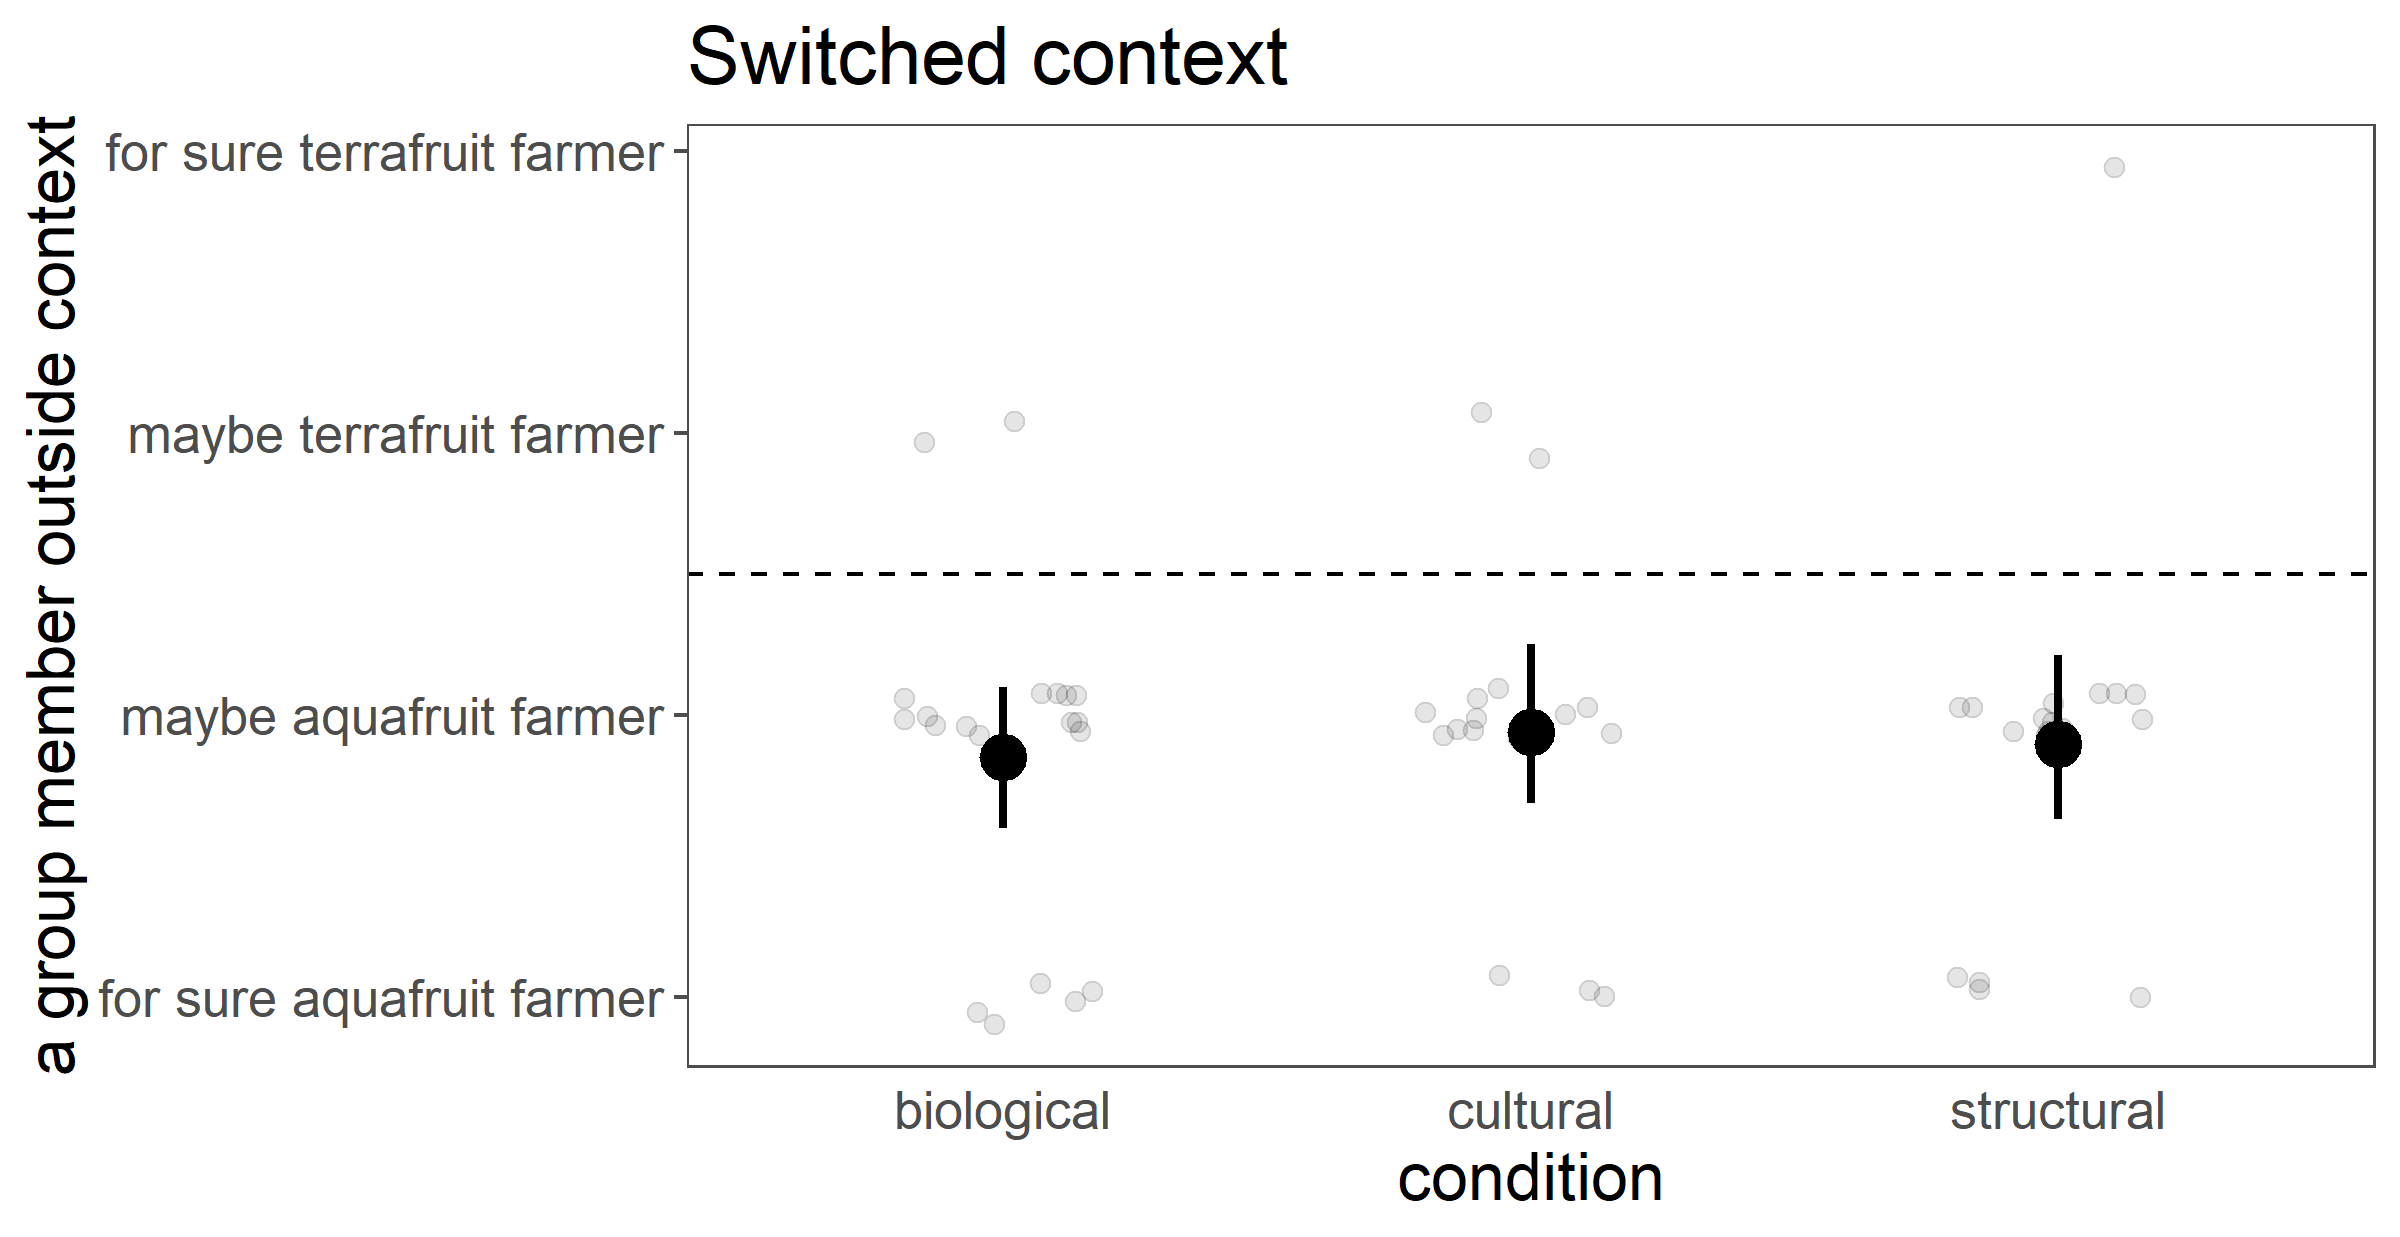 Switched context
a group member outside context
for sure terrafruit farmer
maybe terrafruit farmer
maybe aquafruit farmer
for sure aquafruit farmer
biological
cultural
structural
condition